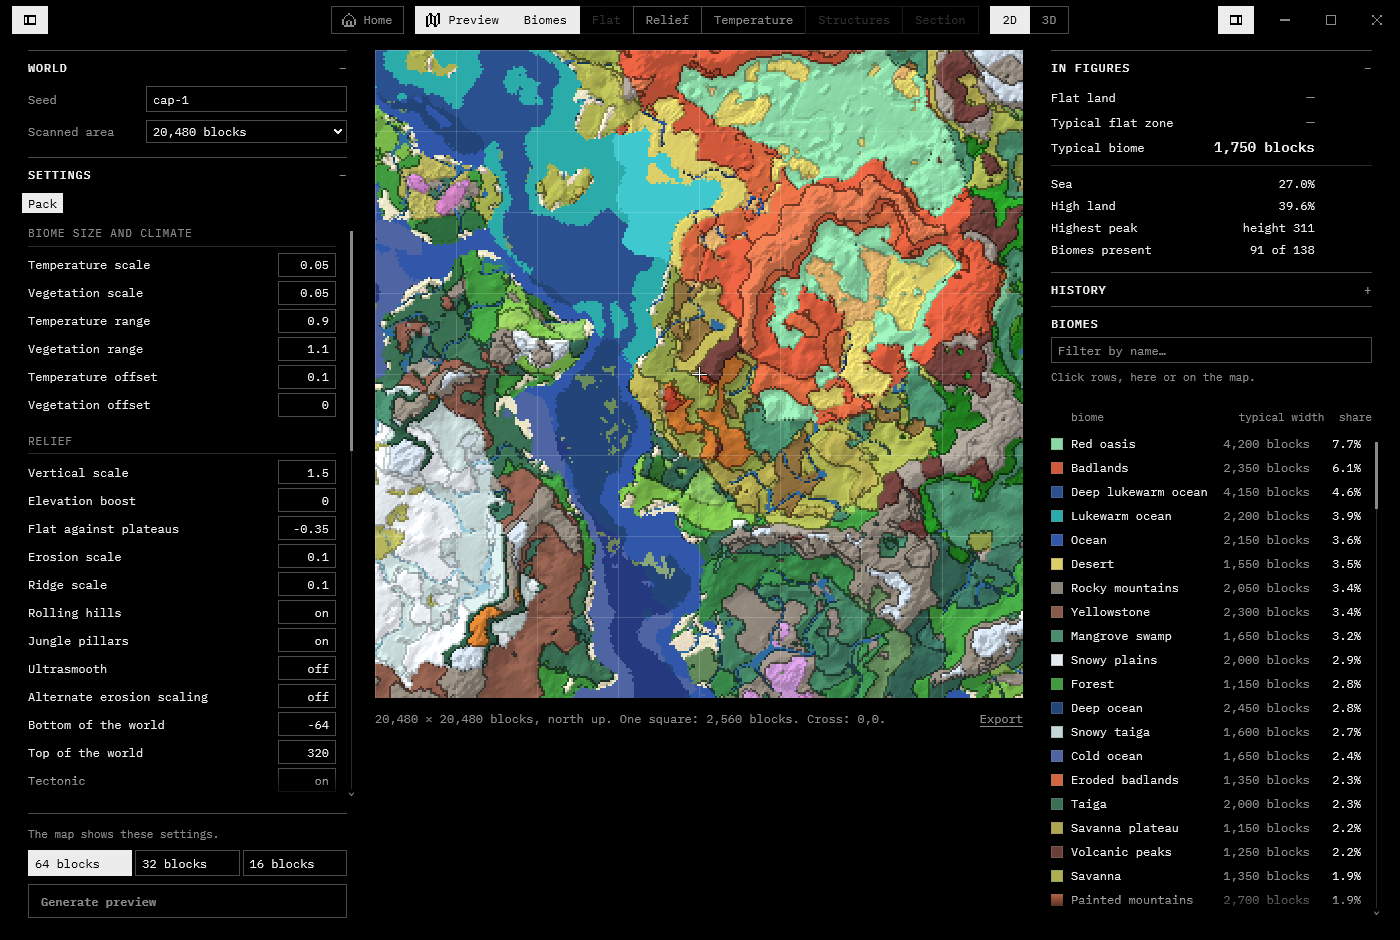 Home
Preview
Biomes
Flat
Relief
Temperature
Structures
Section
2D
3D
WORLD
Seed cap-1
Scanned area 20,480 blocks
SETTINGS
Pack
BIOME SIZE AND CLIMATE
Temperature scale 0.05
Vegetation scale 0.05
Temperature range 0.9
Vegetation range 1.1
Temperature offset 0.1
Vegetation offset 0
RELIEF
Vertical scale 1.5
Elevation boost 0
Flat against plateaus -0.35
Erosion scale 0.1
Ridge scale 0.1
Rolling hills on
Jungle pillars on
Ultrasmooth off
Alternate erosion scaling off
Bottom of the world -64
Top of the world 320
Tectonic on
The map shows these settings.
64 blocks 32 blocks 16 blocks
Generate preview
20,480 × 20,480 blocks, north up. One square: 2,560 blocks. Cross: 0,0.
Export
IN FIGURES
Flat land —
Typical flat zone —
Typical biome 1,750 blocks
Sea 27.0%
High land 39.6%
Highest peak height 311
Biomes present 91 of 138
HISTORY
BIOMES
Filter by name…
Click rows, here or on the map.
biome typical width share
Red oasis 4,200 blocks 7.7%
Badlands 2,350 blocks 6.1%
Deep lukewarm ocean 4,150 blocks 4.6%
Lukewarm ocean 2,200 blocks 3.9%
Ocean 2,150 blocks 3.6%
Desert 1,550 blocks 3.5%
Rocky mountains 2,050 blocks 3.4%
Yellowstone 2,300 blocks 3.4%
Mangrove swamp 1,650 blocks 3.2%
Snowy plains 2,000 blocks 2.9%
Forest 1,150 blocks 2.8%
Deep ocean 2,450 blocks 2.8%
Snowy taiga 1,600 blocks 2.7%
Cold ocean 1,650 blocks 2.4%
Eroded badlands 1,350 blocks 2.3%
Taiga 2,000 blocks 2.3%
Savanna plateau 1,150 blocks 2.2%
Volcanic peaks 1,250 blocks 2.2%
Savanna 1,350 blocks 1.9%
Painted mountains 2,700 blocks 1.9%